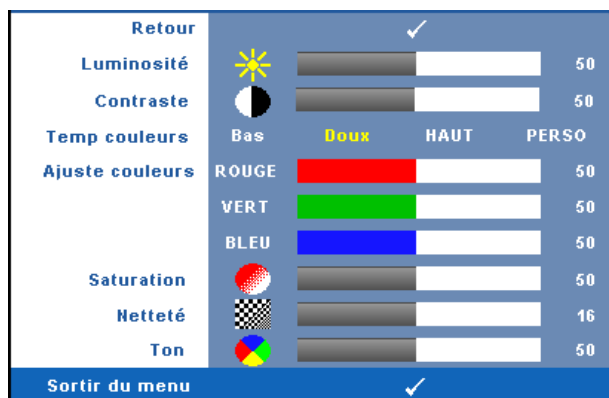 Retour
Luminosité 50
Contraste 50
Temp couleurs Bas Doux HAUT PERSO
Ajuste couleurs ROUGE 50
VERT 50
BLEU 50
Saturation 50
Netteté 16
Ton 50
Sortir du menu